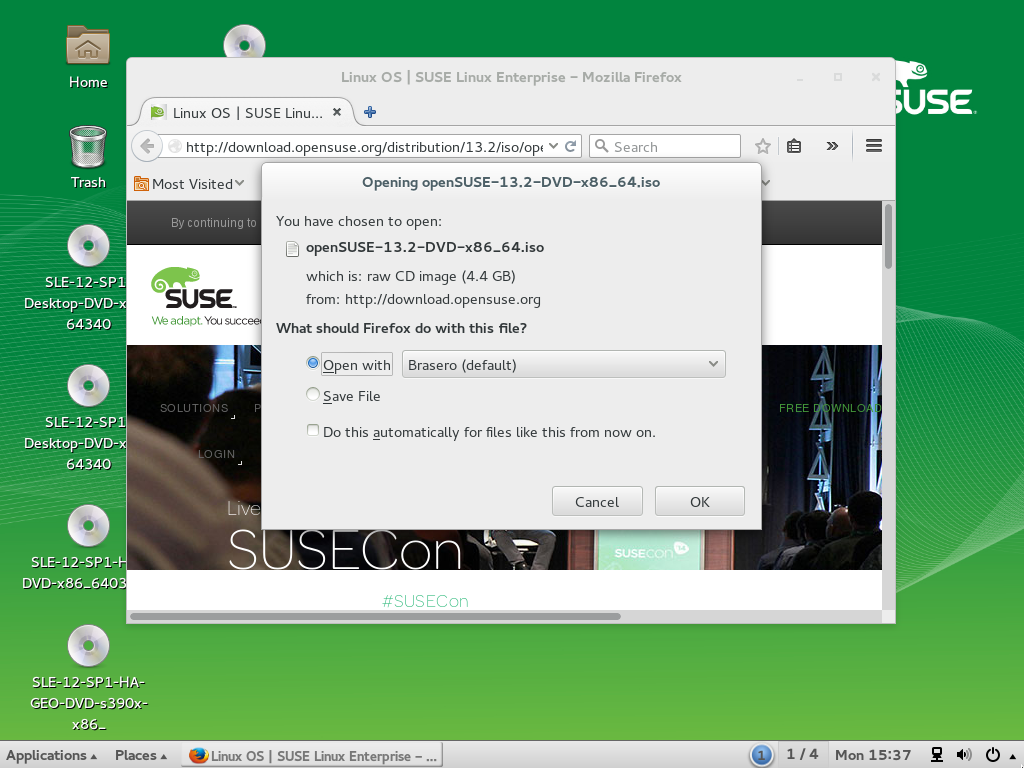 Home
Trash
SLE-12-SP1
Desktop-DVD-x
64340
SLE-12-SP1
Desktop-DVD-x
64340
SLE-12-SP1-H
DVD-x86_6403
SLE-12-SP1-HA-
GEO-DVD-s390x-
x86_
SUSE
Linux OS | SUSE Linux Enterprise – Mozilla Firefox
Linux OS | SUSE Linu...
http://download.opensuse.org/distribution/13.2/iso/ope
Search
Most Visited
By continuing to
SUSE
We adapt. You succee
SOLUTIONS
FREE DOWNLOAD
LOGIN
Live
SUSECon
SUSECon 14
#SUSECon
Opening openSUSE-13.2-DVD-x86_64.iso
You have chosen to open:
openSUSE-13.2-DVD-x86_64.iso
which is: raw CD image (4.4 GB)
from: http://download.opensuse.org
What should Firefox do with this file?
Open with Brasero (default)
Save File
Do this automatically for files like this from now on.
Cancel OK
Applications Places Linux OS | SUSE Linux Enterprise – ... 1 1 / 4 Mon 15:37